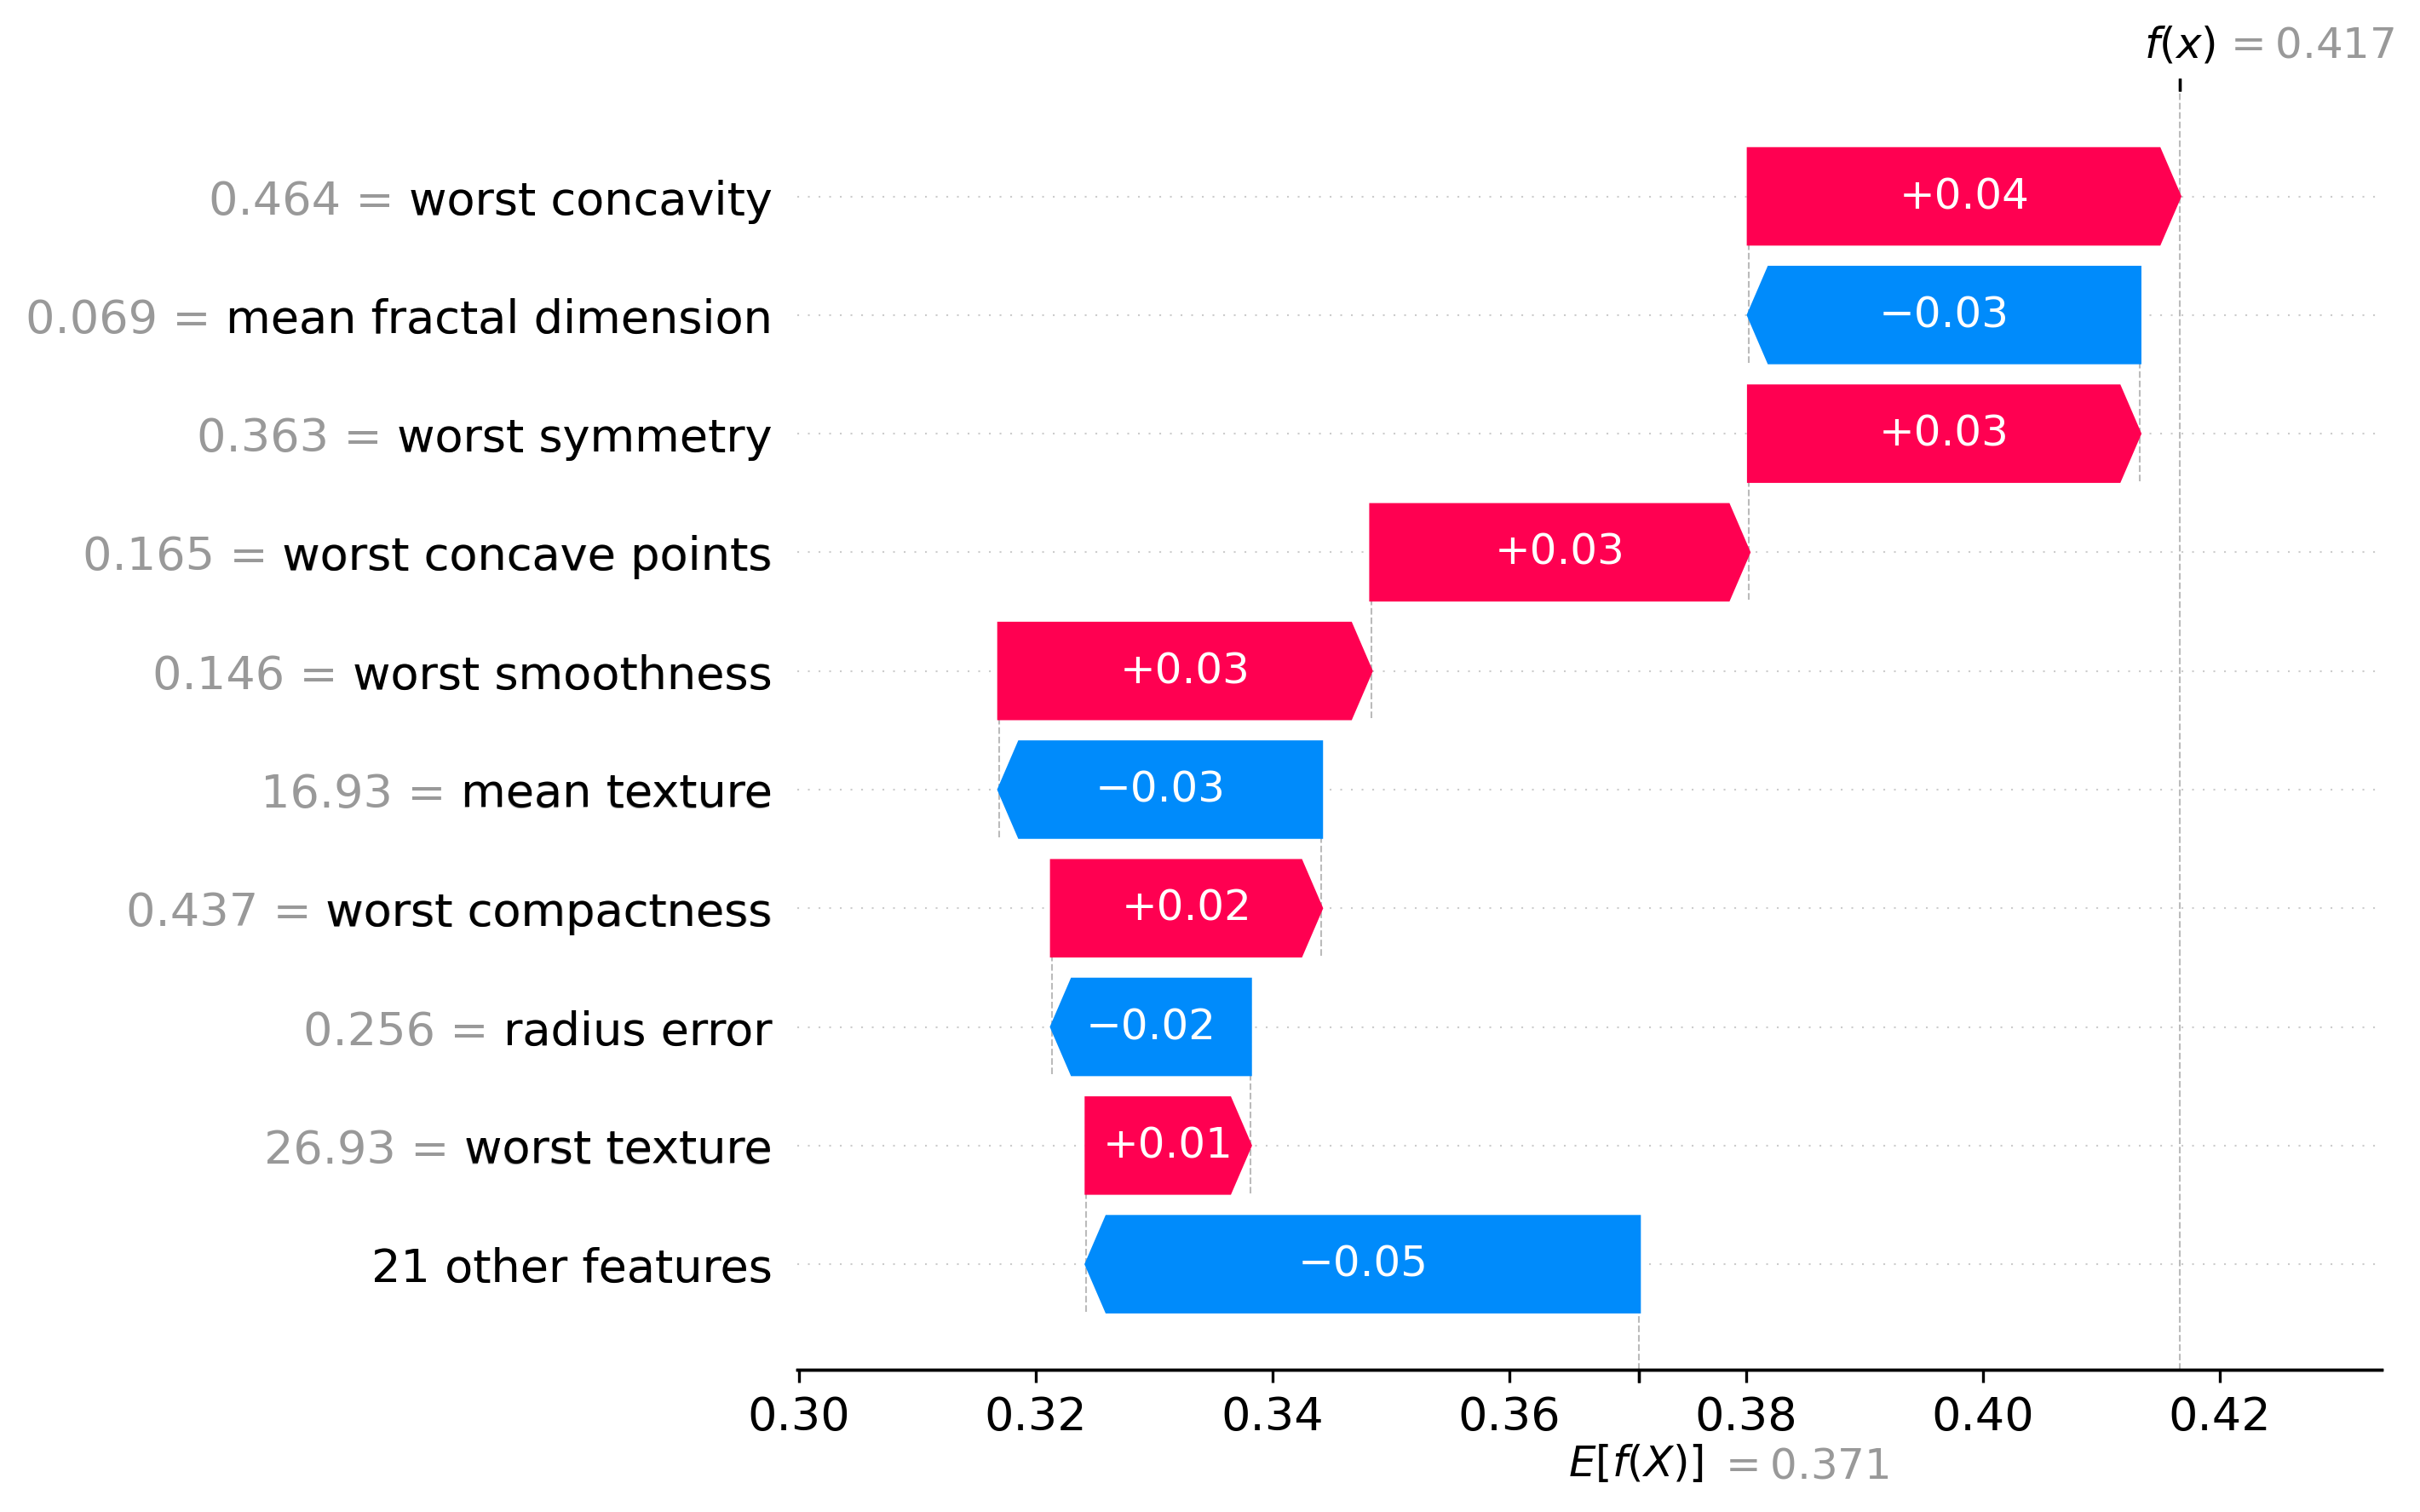 f(x) = 0.417
0.464 = worst concavity +0.04
0.069 = mean fractal dimension −0.03
0.363 = worst symmetry +0.03
0.165 = worst concave points +0.03
0.146 = worst smoothness +0.03
16.93 = mean texture −0.03
0.437 = worst compactness +0.02
0.256 = radius error −0.02
26.93 = worst texture +0.01
21 other features −0.05
0.30 0.32 0.34 0.36 0.38 0.40 0.42
E[f(X)] = 0.371